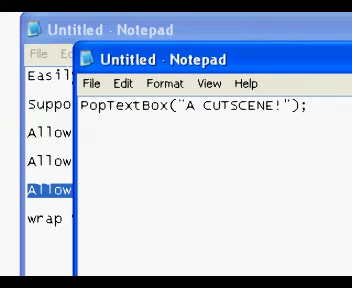 Untitled - Notepad
File
Untitled - Notepad
File Edit Format View Help
PopTextBox("A CUTSCENE!");
Easil
Suppo
Allow
Allow
Allow
wrap